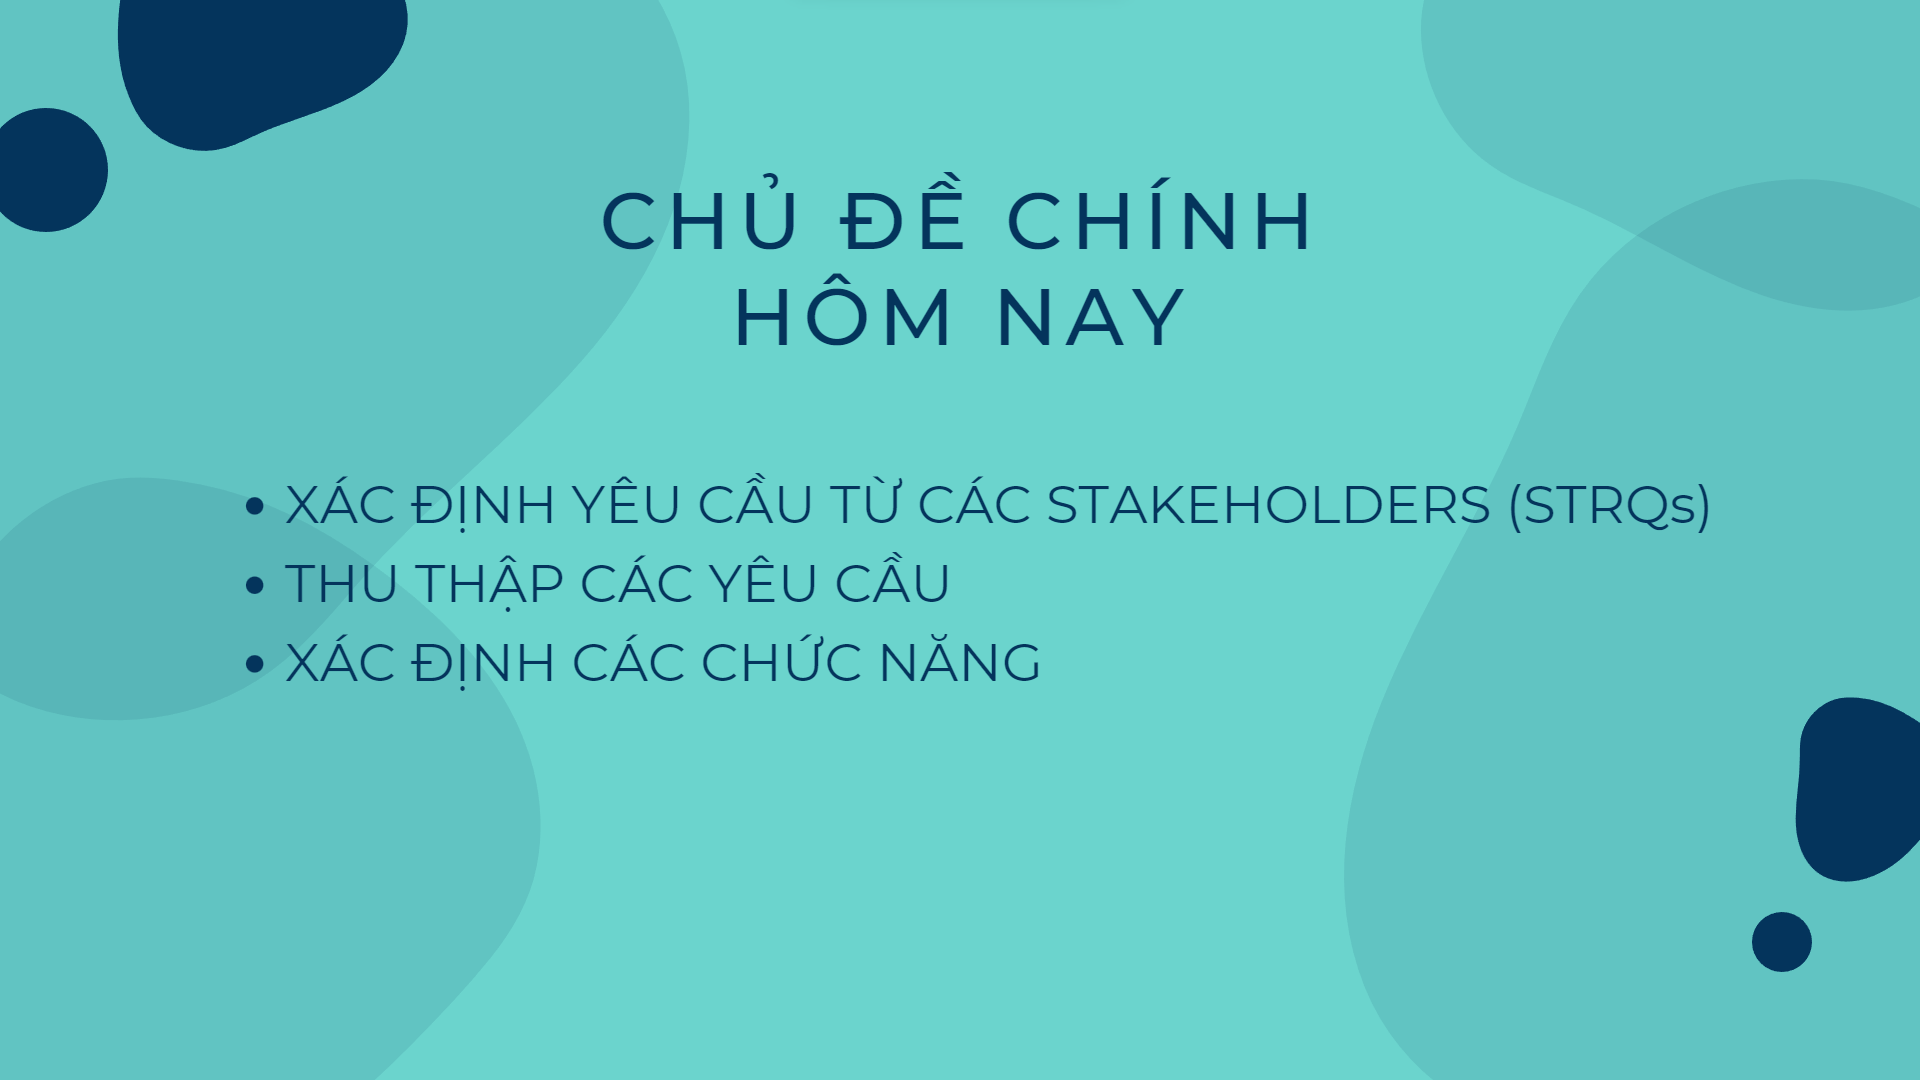 CHỦ ĐỀ CHÍNH
HÔM NAY
• XÁC ĐỊNH YÊU CẦU TỪ CÁC STAKEHOLDERS (STRQs)
• THU THẬP CÁC YÊU CẦU
• XÁC ĐỊNH CÁC CHỨC NĂNG